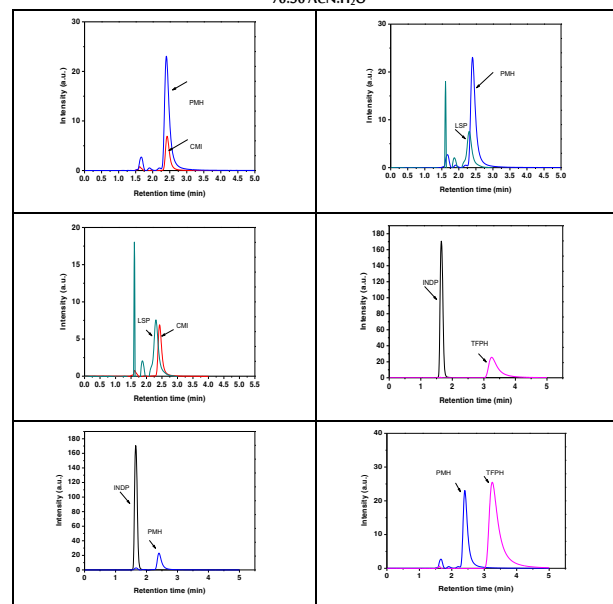 70:30 ACN:H₂O
30
20
10
0
Intensity (a.u.)
PMH
CMI
0.0 0.5 1.0 1.5 2.0 2.5 3.0 3.5 4.0 4.5 5.0
Retention time (min)
30
20
10
0
Intensity (a.u.)
PMH
LSP
0.0 0.5 1.0 1.5 2.0 2.5 3.0 3.5 4.0 4.5 5.0
Retention time (min)
20
15
10
5
0
Intensity (a.u.)
LSP
CMI
0.0 0.5 1.0 1.5 2.0 2.5 3.0 3.5 4.0 4.5 5.0 5.5
Retention time (min)
180
160
140
120
100
80
60
40
20
0
Intensity (a.u.)
INDP
TFPH
0 1 2 3 4 5
Retention time (min)
180
160
140
120
100
80
60
40
20
0
Intensity (a.u.)
INDP
PMH
0 1 2 3 4 5
Retention time (min)
40
30
20
10
0
Intensity (a.u.)
PMH
TFPH
0 1 2 3 4 5
Retention time (min)